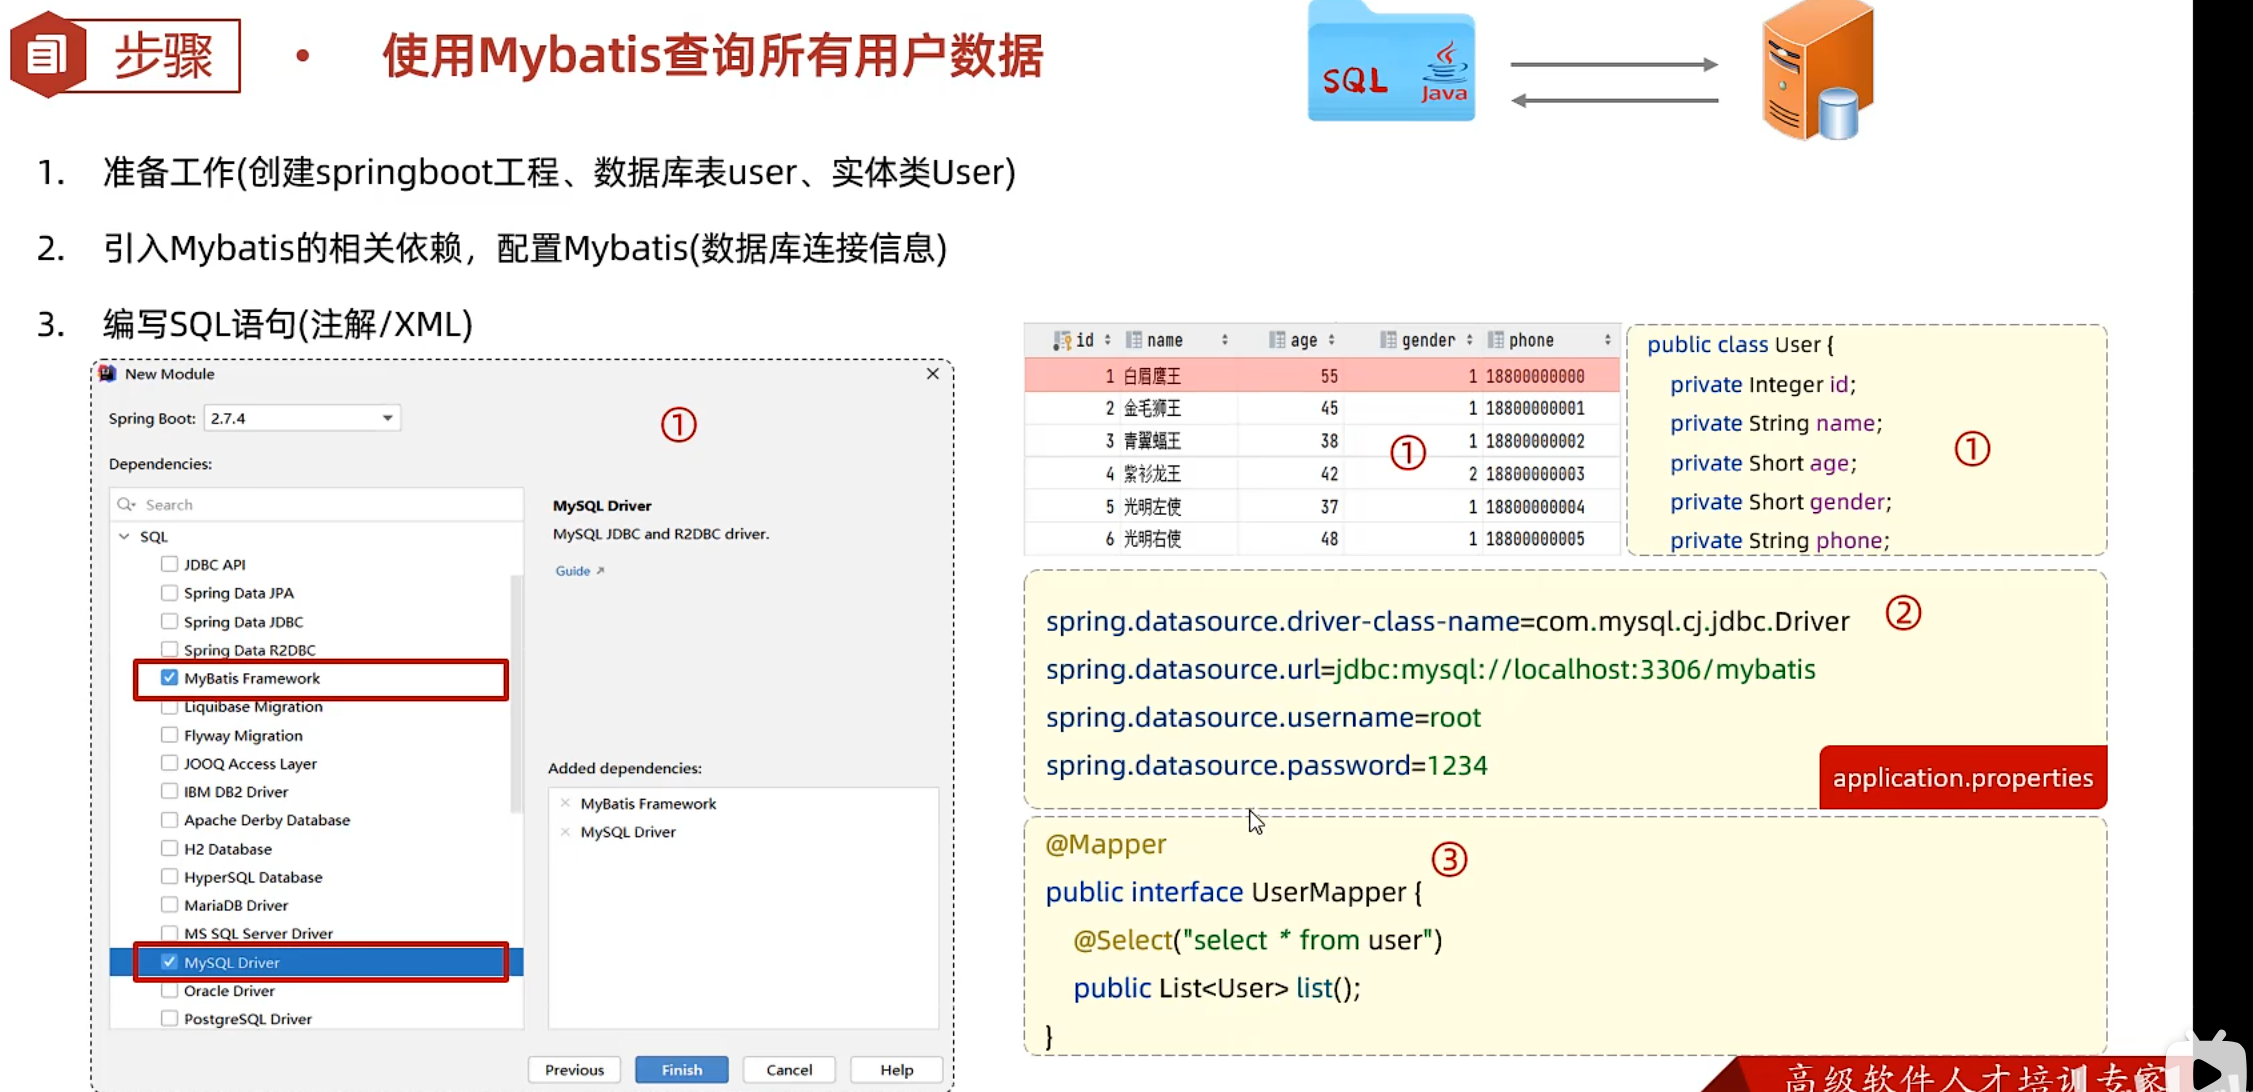 步骤
• 使用Mybatis查询所有用户数据
SQL
Java
1. 准备工作(创建springboot工程、数据库表user、实体类User)
2. 引入Mybatis的相关依赖，配置Mybatis(数据库连接信息)
3. 编写SQL语句(注解/XML)
New Module
Spring Boot: 2.7.4
①
Dependencies:
Search
SQL
JDBC API
Spring Data JPA
Spring Data JDBC
Spring Data R2DBC
MyBatis Framework
Liquibase Migration
Flyway Migration
JOOQ Access Layer
IBM DB2 Driver
Apache Derby Database
H2 Database
HyperSQL Database
MariaDB Driver
MS SQL Server Driver
MySQL Driver
Oracle Driver
PostgreSQL Driver
MySQL Driver
MySQL JDBC and R2DBC driver.
Guide
Added dependencies:
MyBatis Framework
MySQL Driver
Previous Finish Cancel Help
id name age gender phone
1 白眉鹰王 55 1 18800000000
2 金毛狮王 45 1 18800000001
3 青翼蝠王 38 1 18800000002
4 紫衫龙王 42 2 18800000003
5 光明左使 37 1 18800000004
6 光明右使 48 1 18800000005
①
public class User {
private Integer id;
private String name;
private Short age;
private Short gender;
private String phone;
①
spring.datasource.driver-class-name=com.mysql.cj.jdbc.Driver
spring.datasource.url=jdbc:mysql://localhost:3306/mybatis
spring.datasource.username=root
spring.datasource.password=1234
②
application.properties
@Mapper
public interface UserMapper {
@Select("select * from user")
public List<User> list();
}
③
高级软件人才培训专家